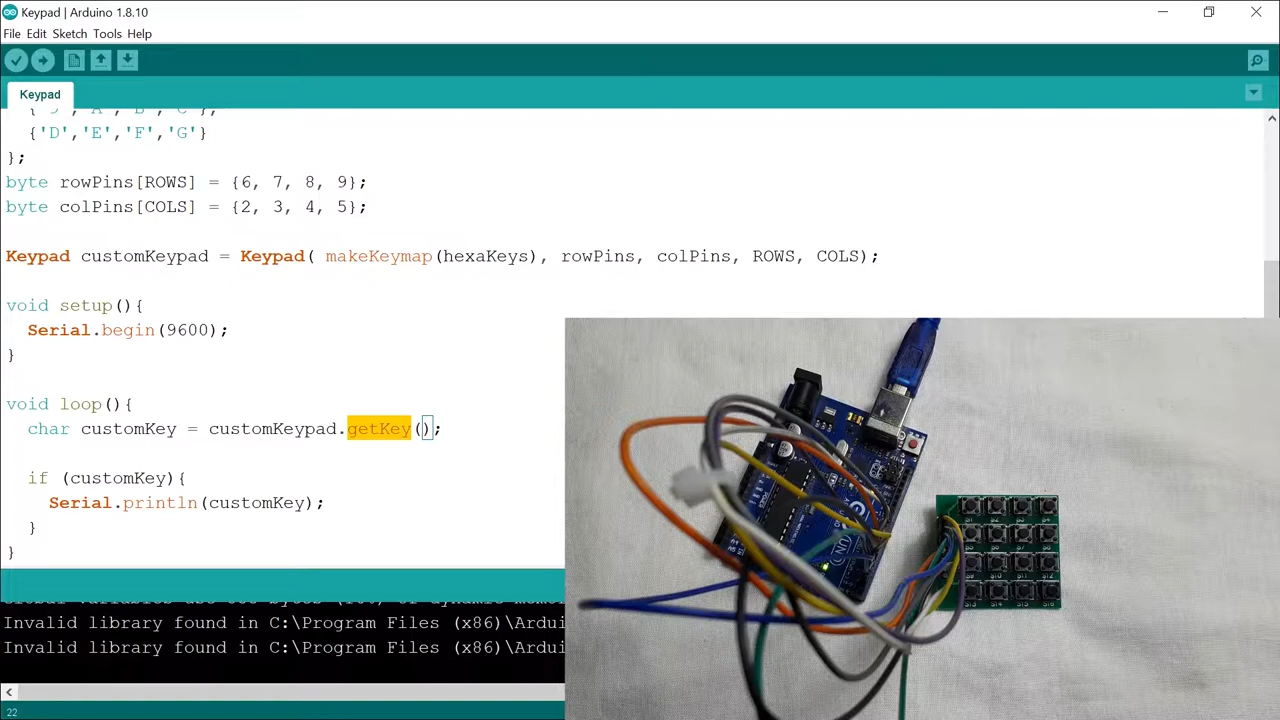 Keypad | Arduino 1.8.10
File Edit Sketch Tools Help
Keypad
{'9','A','B','C'},
{'D','E','F','G'}
};
byte rowPins[ROWS] = {6, 7, 8, 9};
byte colPins[COLS] = {2, 3, 4, 5};
Keypad customKeypad = Keypad( makeKeymap(hexaKeys), rowPins, colPins, ROWS, COLS);
void setup(){
Serial.begin(9600);
}
void loop(){
char customKey = customKeypad.getKey();
if (customKey){
Serial.println(customKey);
}
}
Invalid library found in C:\Program Files (x86)\Ardui
Invalid library found in C:\Program Files (x86)\Ardui
22